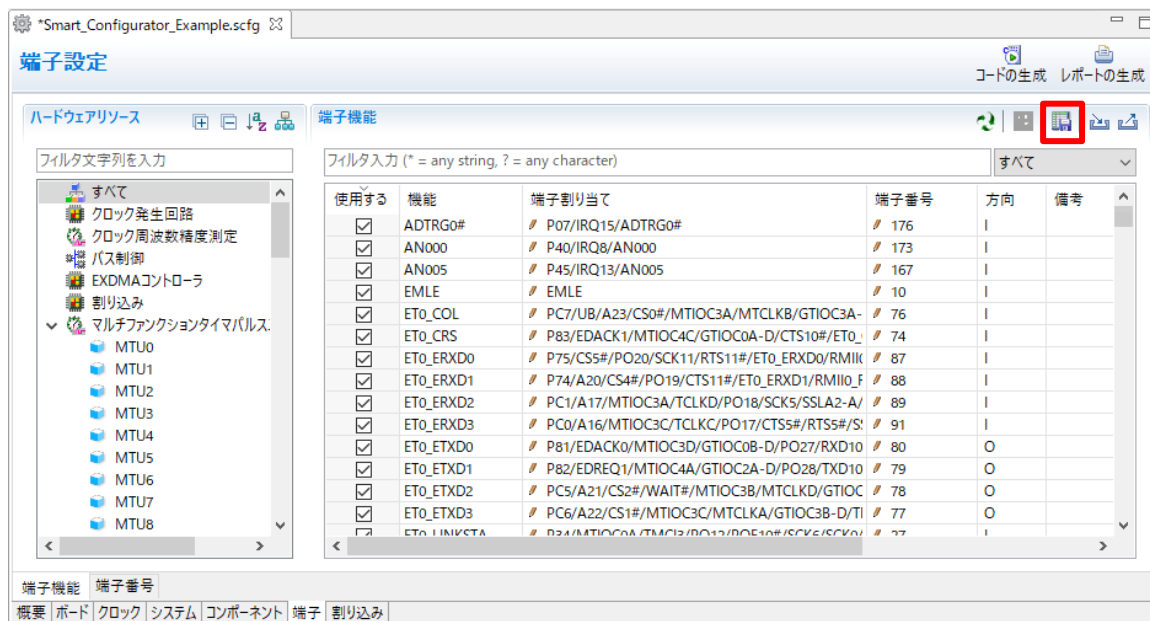 *Smart_Configurator_Example.scfg
端子設定
コードの生成 レポートの生成
ハードウェアリソース
端子機能
フィルタ文字列を入力
フィルタ入力 (* = any string, ? = any character)
すべて
すべて
クロック発生回路
クロック周波数精度測定
バス制御
EXDMAコントローラ
割り込み
マルチファンクションタイマパルスユ
MTU0
MTU1
MTU2
MTU3
MTU4
MTU5
MTU6
MTU7
MTU8
使用する 機能 端子割り当て 端子番号 方向 備考
ADTRG0# P07/IRQ15/ADTRG0# 176 I
AN000 P40/IRQ8/AN000 173 I
AN005 P45/IRQ13/AN005 167 I
EMLE EMLE 10 I
ET0_COL PC7/UB/A23/CS0#/MTIOC3A/MTCLKB/GTIOC3A- 76 I
ET0_CRS P83/EDACK1/MTIOC4C/GTIOC0A-D/CTS10#/ET0_ 74 I
ET0_ERXD0 P75/CS5#/PO20/SCK11/RTS11#/ET0_ERXD0/RMII( 87 I
ET0_ERXD1 P74/A20/CS4#/PO19/CTS11#/ET0_ERXD1/RMII0_F 88 I
ET0_ERXD2 PC1/A17/MTIOC3A/TCLKD/PO18/SCK5/SSLA2-A/ 89 I
ET0_ERXD3 PC0/A16/MTIOC3C/TCLKC/PO17/CTS5#/RTS5#/S 91 I
ET0_ETXD0 P81/EDACK0/MTIOC3D/GTIOC0B-D/PO27/RXD10 80 O
ET0_ETXD1 P82/EDREQ1/MTIOC4A/GTIOC2A-D/PO28/TXD10 79 O
ET0_ETXD2 PC5/A21/CS2#/WAIT#/MTIOC3B/MTCLKD/GTIOC 78 O
ET0_ETXD3 PC6/A22/CS1#/MTIOC3C/MTCLKA/GTIOC3B-D/TI 77 O
ET0_LINKSTA P34/MTIOC0A/TMCI3/PO12/POE10#/SCK6/SCK0/ 27 I
端子機能 端子番号
概要 ボード クロック システム コンポーネント 端子 割り込み